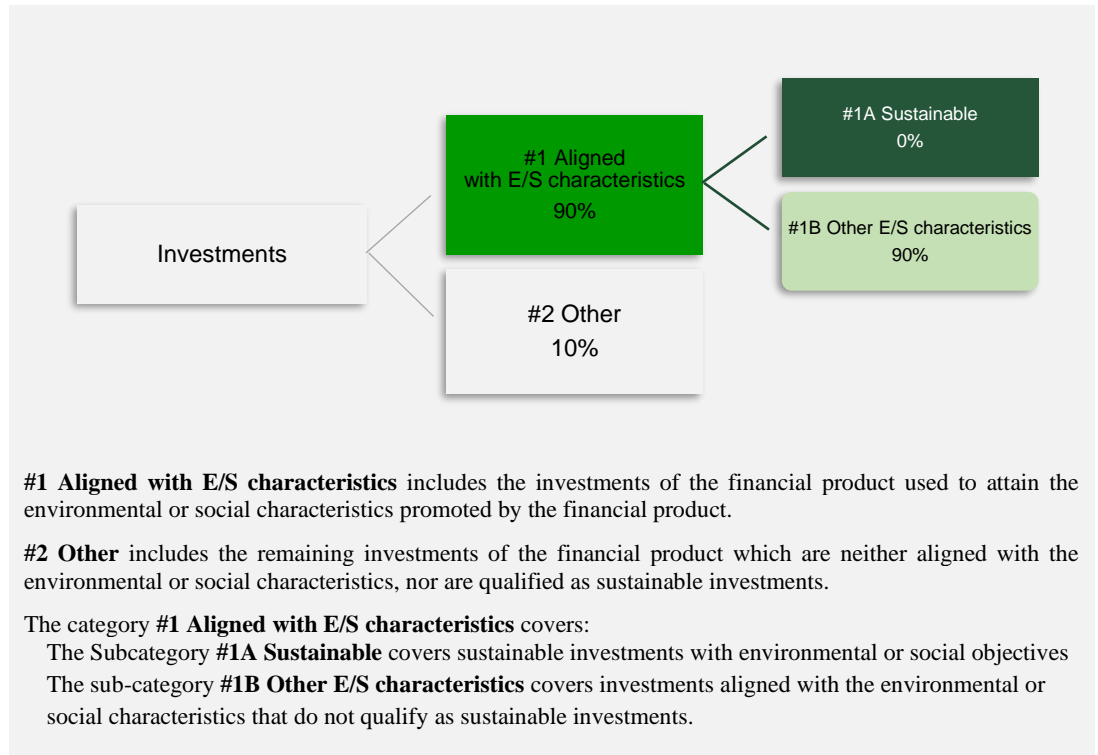 Investments
#1 Aligned
with E/S characteristics
90%
#2 Other
10%
#1A Sustainable
0%
#1B Other E/S characteristics
90%
#1 Aligned with E/S characteristics includes the investments of the financial product used to attain the
environmental or social characteristics promoted by the financial product.
#2 Other includes the remaining investments of the financial product which are neither aligned with the
environmental or social characteristics, nor are qualified as sustainable investments.
The category #1 Aligned with E/S characteristics covers:
The Subcategory #1A Sustainable covers sustainable investments with environmental or social objectives
The sub-category #1B Other E/S characteristics covers investments aligned with the environmental or
social characteristics that do not qualify as sustainable investments.